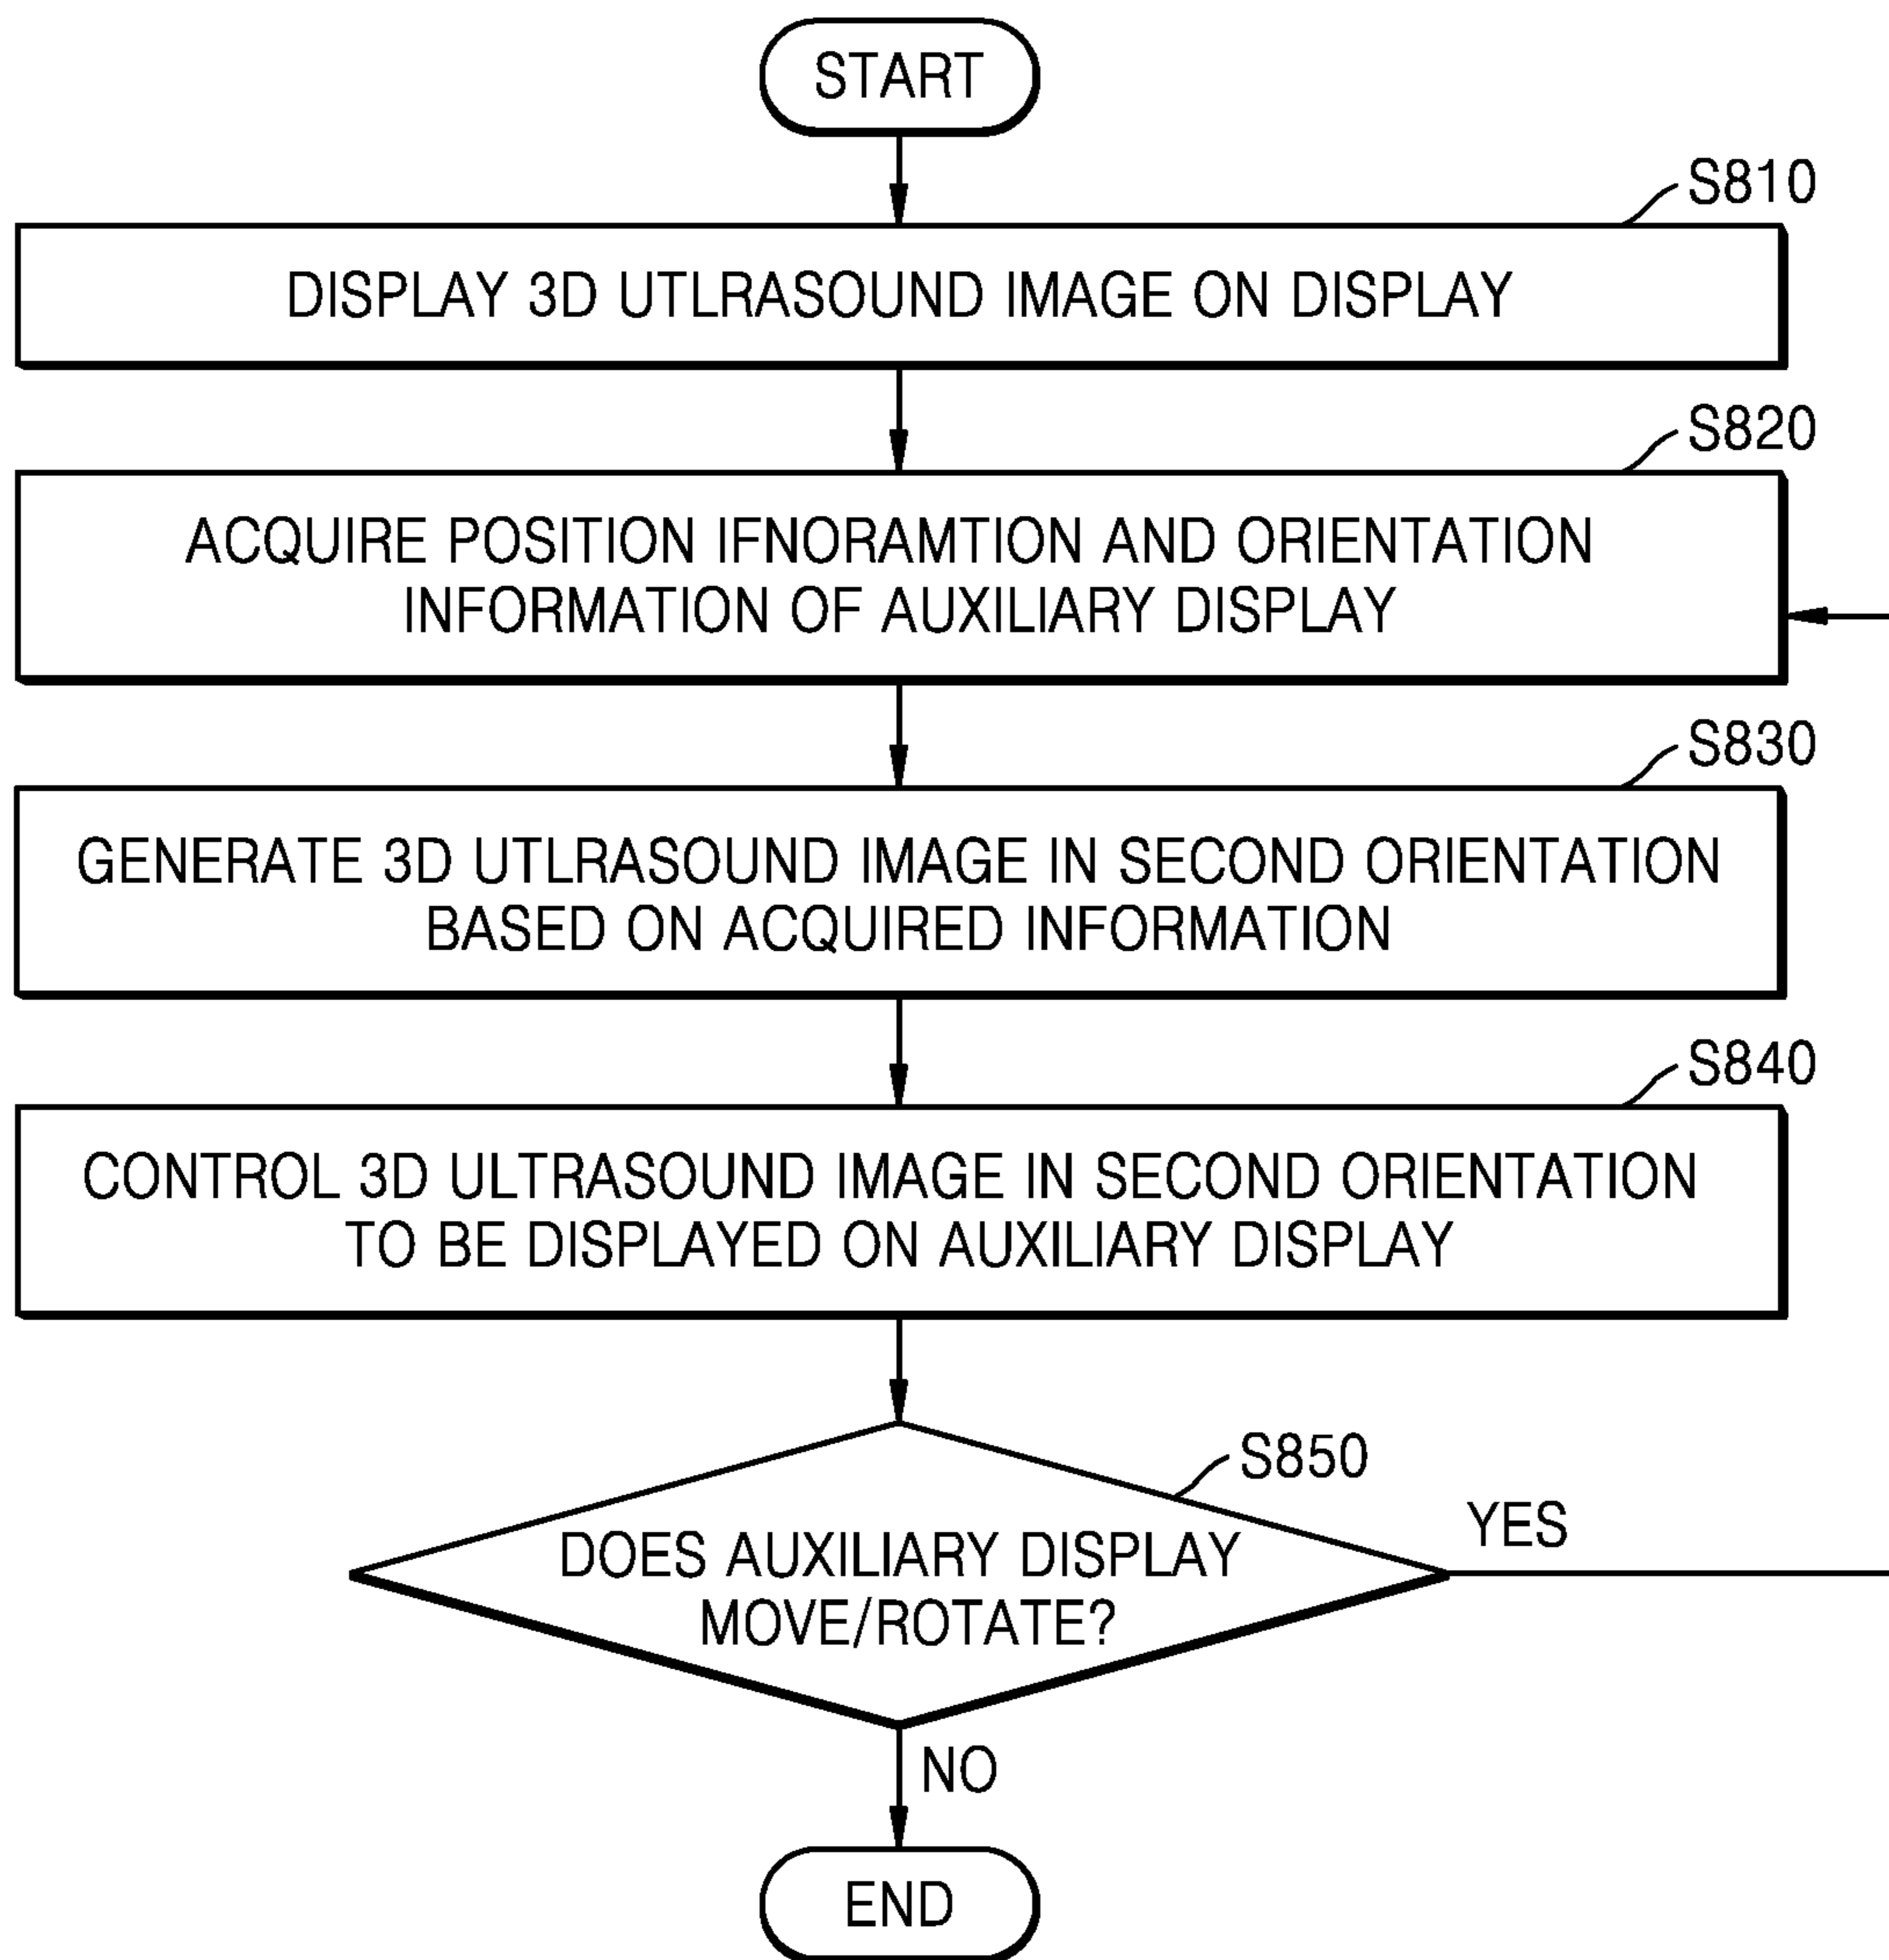 START
S810
DISPLAY 3D UTLRASOUND IMAGE ON DISPLAY
S820
ACQUIRE POSITION IFNORAMTION AND ORIENTATION
INFORMATION OF AUXILIARY DISPLAY
S830
GENERATE 3D UTLRASOUND IMAGE IN SECOND ORIENTATION
BASED ON ACQUIRED INFORMATION
S840
CONTROL 3D ULTRASOUND IMAGE IN SECOND ORIENTATION
TO BE DISPLAYED ON AUXILIARY DISPLAY
S850
YES
DOES AUXILIARY DISPLAY
MOVE/ROTATE?
NO
END